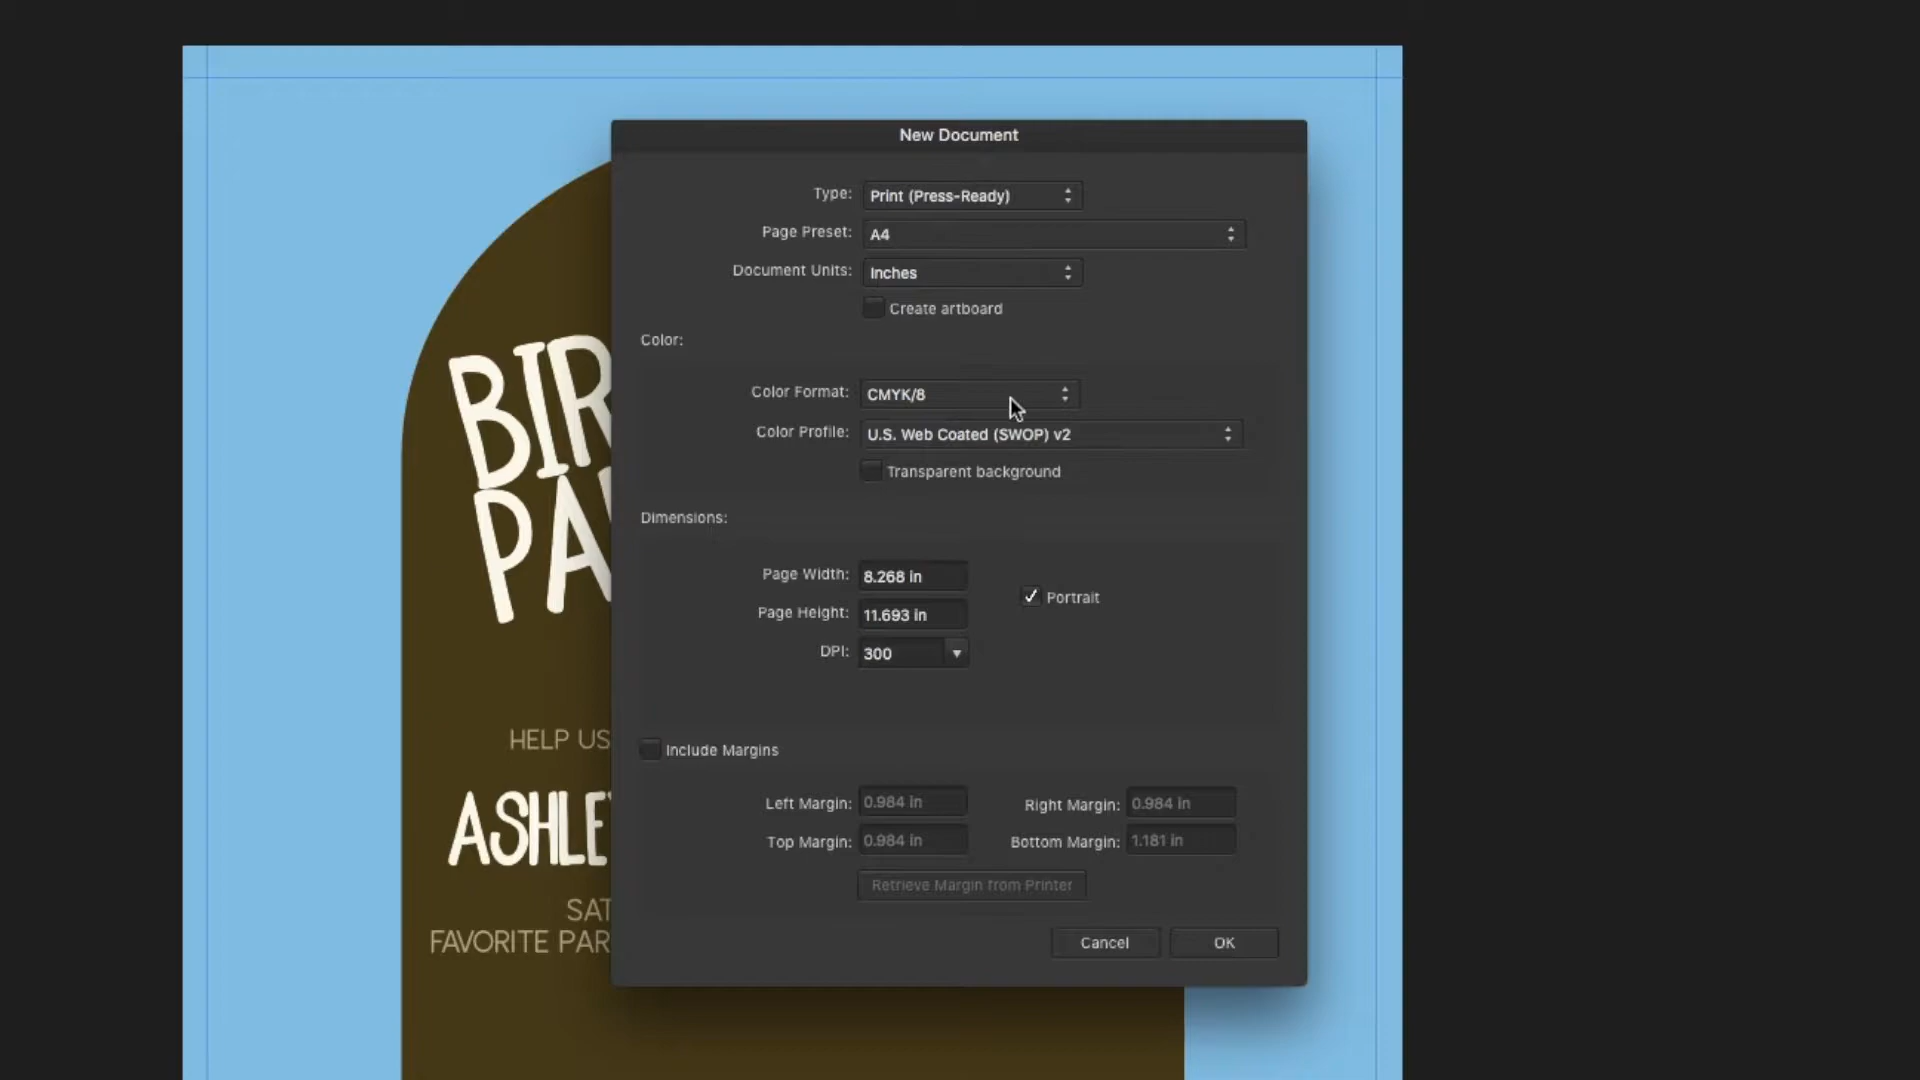 New Document
Type: Print (Press-Ready)
Page Preset: A4
Document Units: Inches
Create artboard
Color:
Color Format: CMYK/8
Color Profile: U.S. Web Coated (SWOP) v2
Transparent background
Dimensions:
Page Width: 8.268 in
Portrait
Page Height: 11.693 in
DPI: 300
Include Margins
Left Margin: 0.984 in Right Margin: 0.984 in
Top Margin: 0.984 in Bottom Margin: 1.181 in
Retrieve Margin from Printer
Cancel OK
BIR
PA
HELP US
ASHLE
SAT
FAVORITE PAR